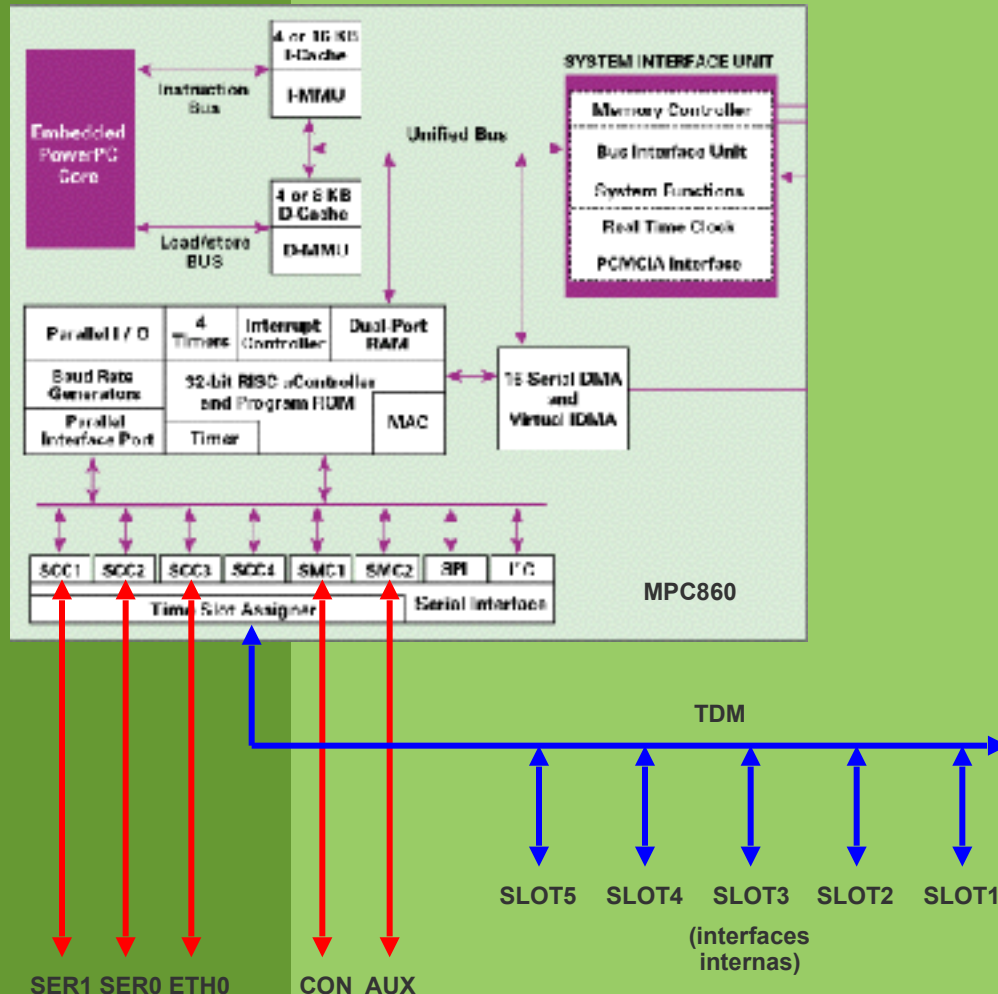 4 or 16 KB
I-Cache
I-MMU
Instruction
Bus
Embedded
PowerPC
Core
Unified Bus
SYSTEM INTERFACE UNIT
Memory Controller
Bus Interface Unit
System Functions
Real Time Clock
PCMCIA Interface
4 or 8 KB
D-Cache
D-MMU
Load/store
BUS
Parallel I / O
4
Timers
Interrupt
Controller
Dual-Port
RAM
Baud Rate
Generators
32-bit RISC µController
and Program ROM
Parallel
Interface Port
Timer
MAC
16 Serial DMA
and
Virtual IDMA
SCC1 SCC2 SCC3 SCC4 SMC1 SMC2 SPI I²C
Time Slot Assigner
Serial Interface
MPC860
TDM
SLOT5 SLOT4 SLOT3 SLOT2 SLOT1
(interfaces
internas)
SER1 SER0 ETH0 CON AUX